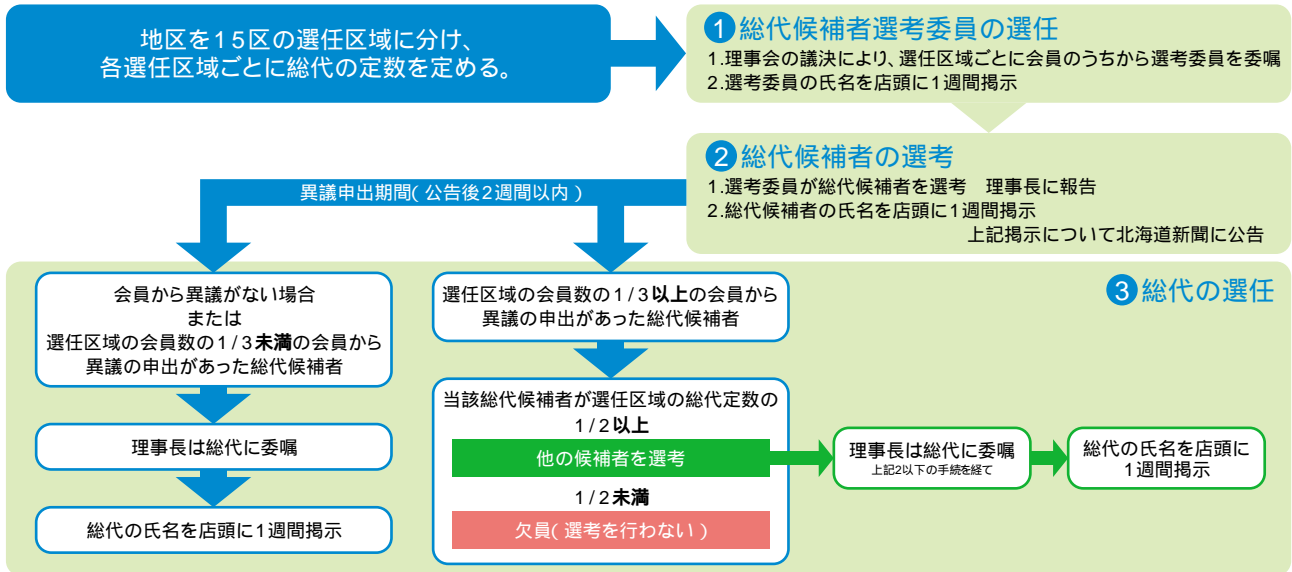 地区を15区の選任区域に分け、
各選任区域ごとに総代の定数を定める。
1 総代候補者選考委員の選任
1.理事会の議決により、選任区域ごとに会員のうちから選考委員を委嘱
2.選考委員の氏名を店頭に1週間掲示
2 総代候補者の選考
1.選考委員が総代候補者を選考　理事長に報告
2.総代候補者の氏名を店頭に1週間掲示
上記掲示について北海道新聞に公告
異議申出期間(公告後2週間以内)
3 総代の選任
会員から異議がない場合
または
選任区域の会員数の1/3未満の会員から
異議の申出があった総代候補者
理事長は総代に委嘱
総代の氏名を店頭に1週間掲示
選任区域の会員数の1/3以上の会員から
異議の申出があった総代候補者
当該総代候補者が選任区域の総代定数の
1/2以上
他の候補者を選考
1/2未満
欠員(選考を行わない)
理事長は総代に委嘱
上記2以下の手続を経て
総代の氏名を店頭に
1週間掲示